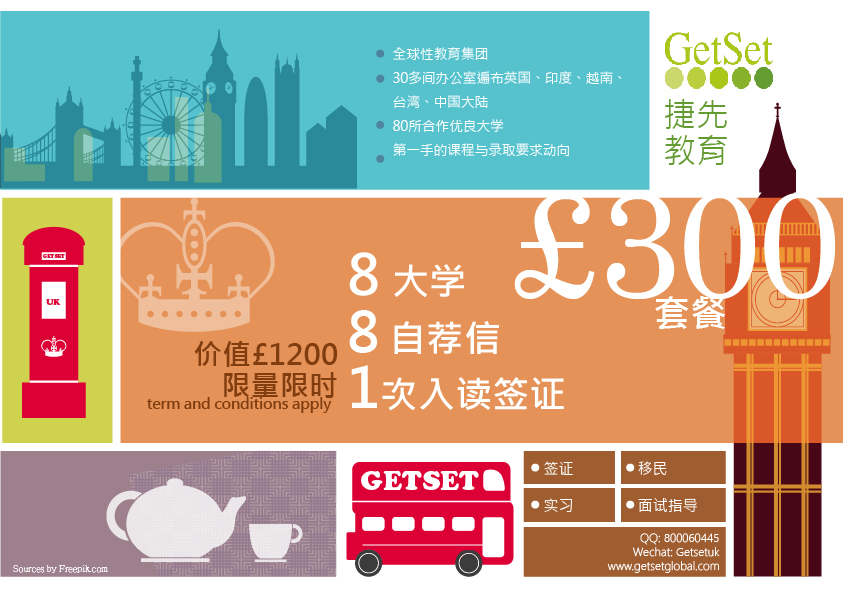 全球性教育集团
30多间办公室遍布英国、印度、越南、
台湾、中国大陆
80所合作优良大学
第一手的课程与录取要求动向
GetSet
捷先
教育
GETSET
UK
£300
套餐
8 大学
8 自荐信
1次入读签证
价值£1200
限量限时
term and conditions apply
Sources by Freepik.com
GETSET
签证
移民
实习
面试指导
QQ: 800060445
Wechat: Getsetuk
www.getsetglobal.com